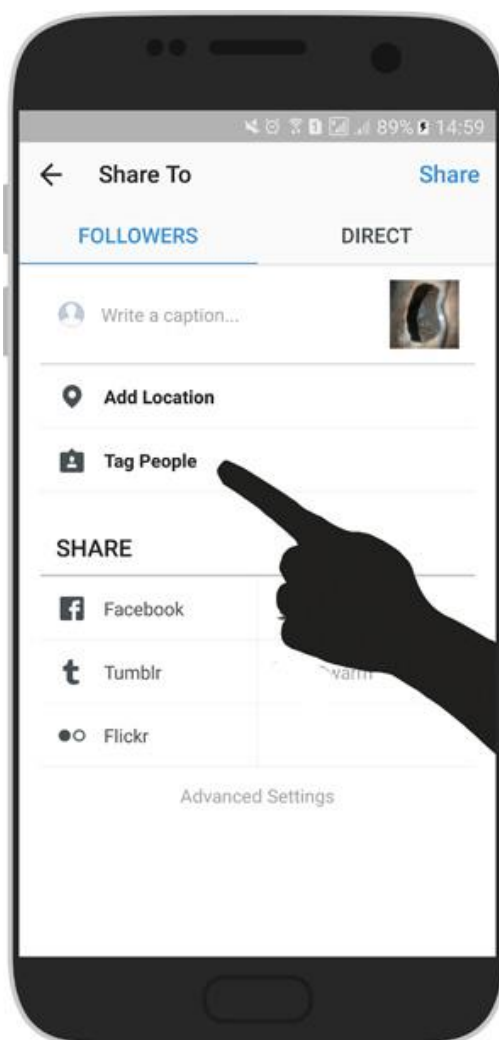 89% 14:59
Share To Share
FOLLOWERS DIRECT
Write a caption...
Add Location
Tag People
SHARE
Facebook
Tumblr
Flickr
Advanced Settings